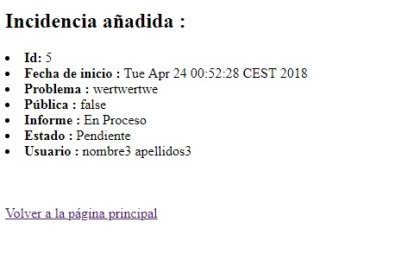 Incidencia añadida :
• Id: 5
• Fecha de inicio : Tue Apr 24 00:52:28 CEST 2018
• Problema : wertwertwe
• Pública : false
• Informe : En Proceso
• Estado : Pendiente
• Usuario : nombre3 apellidos3
Volver a la página principal